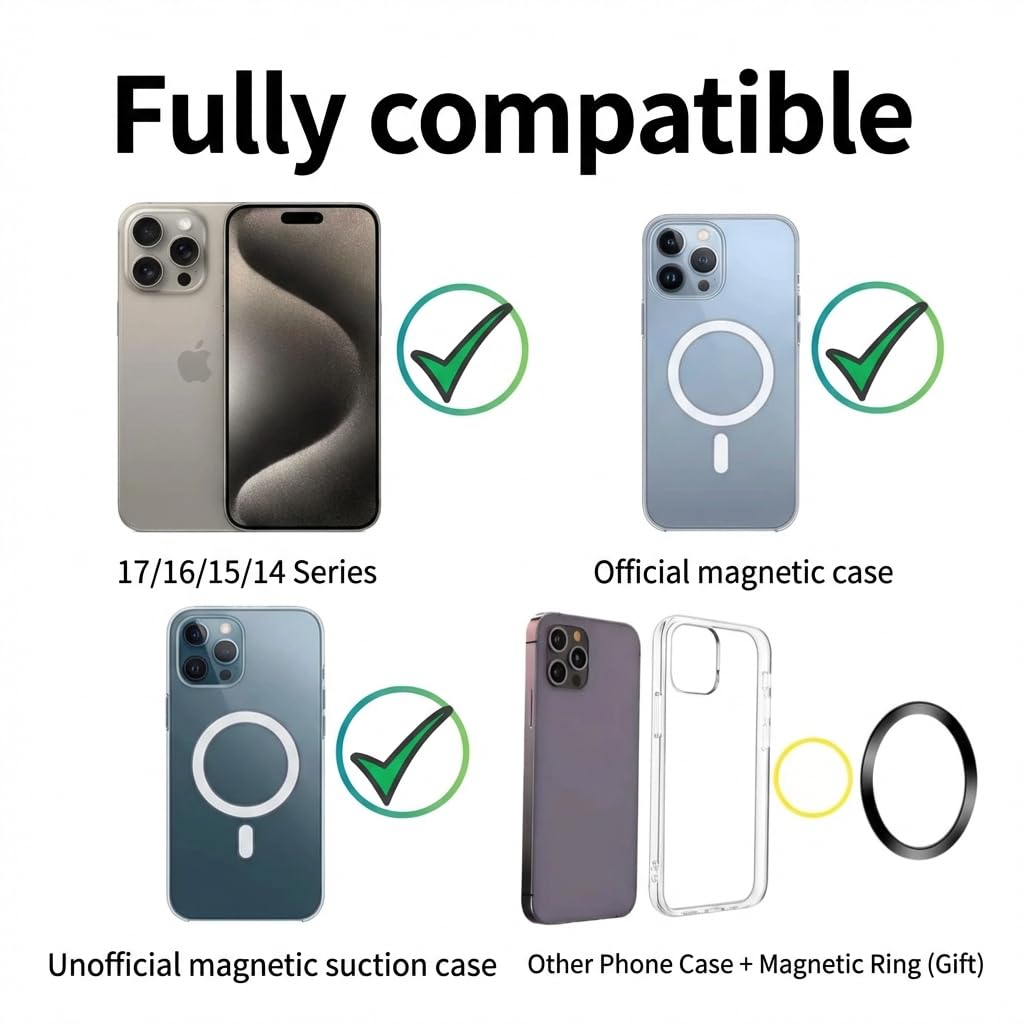 Fully compatible
17/16/15/14 Series
Official magnetic case
Unofficial magnetic suction case
Other Phone Case + Magnetic Ring (Gift)